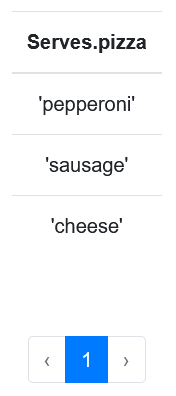 Serves.pizza
'pepperoni'
'sausage'
'cheese'
‹ 1 ›